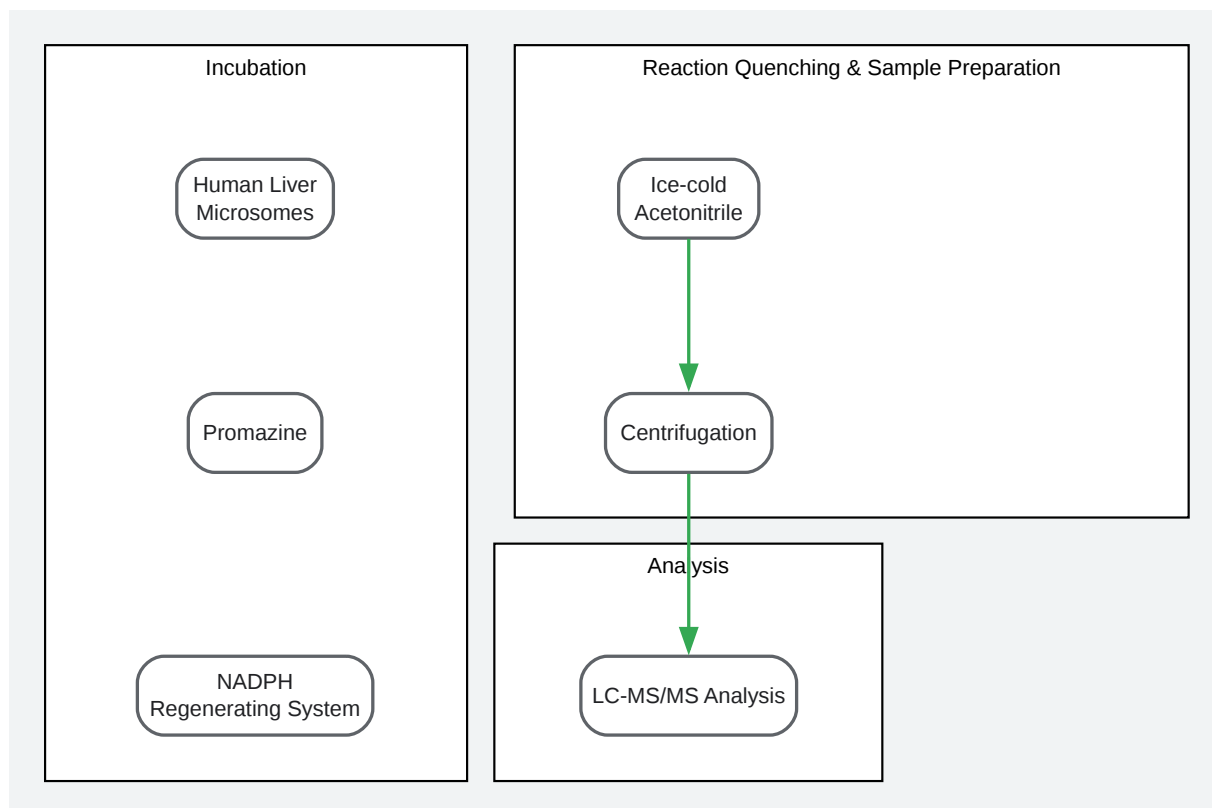 Incubation
Human Liver
Microsomes
Promazine
NADPH
Regenerating System
Reaction Quenching & Sample Preparation
Ice-cold
Acetonitrile
Centrifugation
Analysis
LC-MS/MS Analysis